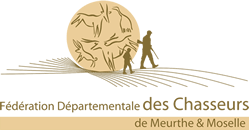 Fédération Départementale des Chasseurs
de Meurthe & Moselle